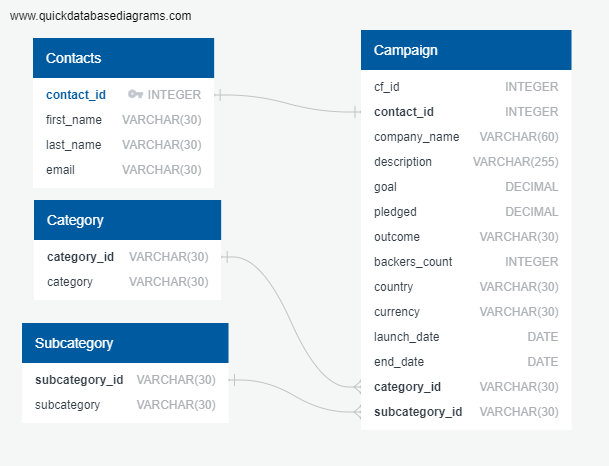 www.quickdatabasediagrams.com
Contacts
contact_id INTEGER
first_name VARCHAR(30)
last_name VARCHAR(30)
email VARCHAR(30)
Category
category_id VARCHAR(30)
category VARCHAR(30)
Subcategory
subcategory_id VARCHAR(30)
subcategory VARCHAR(30)
Campaign
cf_id INTEGER
contact_id INTEGER
company_name VARCHAR(60)
description VARCHAR(255)
goal DECIMAL
pledged DECIMAL
outcome VARCHAR(30)
backers_count INTEGER
country VARCHAR(30)
currency VARCHAR(30)
launch_date DATE
end_date DATE
category_id VARCHAR(30)
subcategory_id VARCHAR(30)